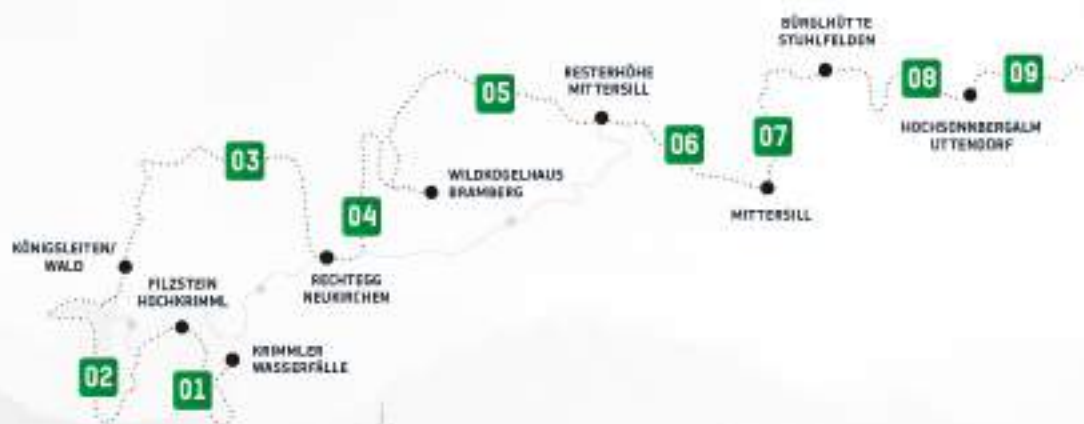 BÜRGLHÜTTE
STUHLFELDEN
RESTERHÖHE
MITTERSILL
05
08
09
HOCHSONNBERGALM
UTTENDORF
06
07
03
WILDKOGELHAUS
BRAMBERG
MITTERSILL
04
KÖNIGSLEITEN/
WALD
FILZSTEIN
HOCHKRIMML
RECHTEGG
NEUKIRCHEN
KRIMMLER
WASSERFÄLLE
02
01